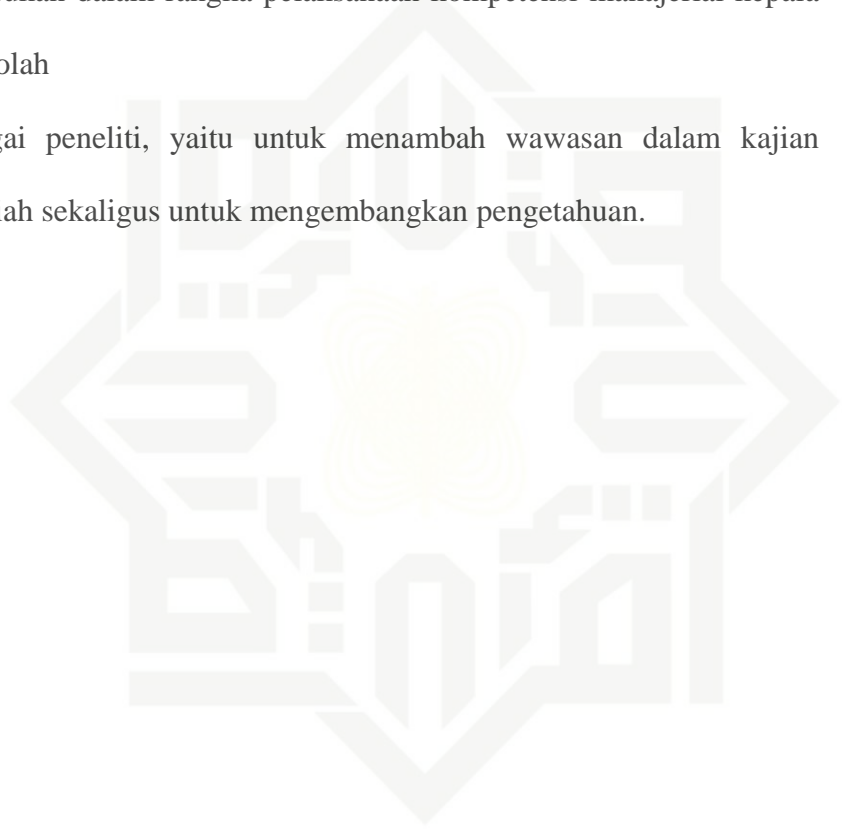 dalam rangka pelaksanaan kompetensi manajerial kepala
olah
gai peneliti, yaitu untuk menambah wawasan dalam kajian
iah sekaligus untuk mengembangkan pengetahuan.